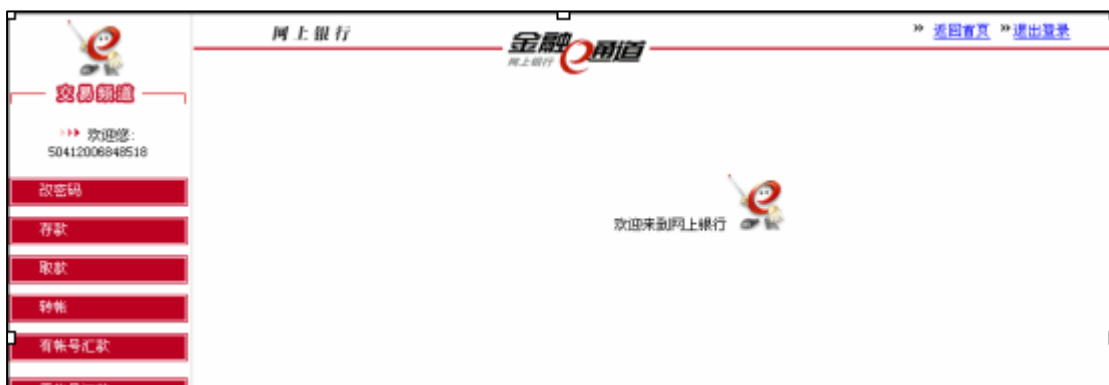 网上银行
金融e通道
网上银行
» 返回首页 » 退出登录
交易频道
欢迎您:
50412006848518
改密码
存款
取款
转帐
有帐号汇款
欢迎来到网上银行